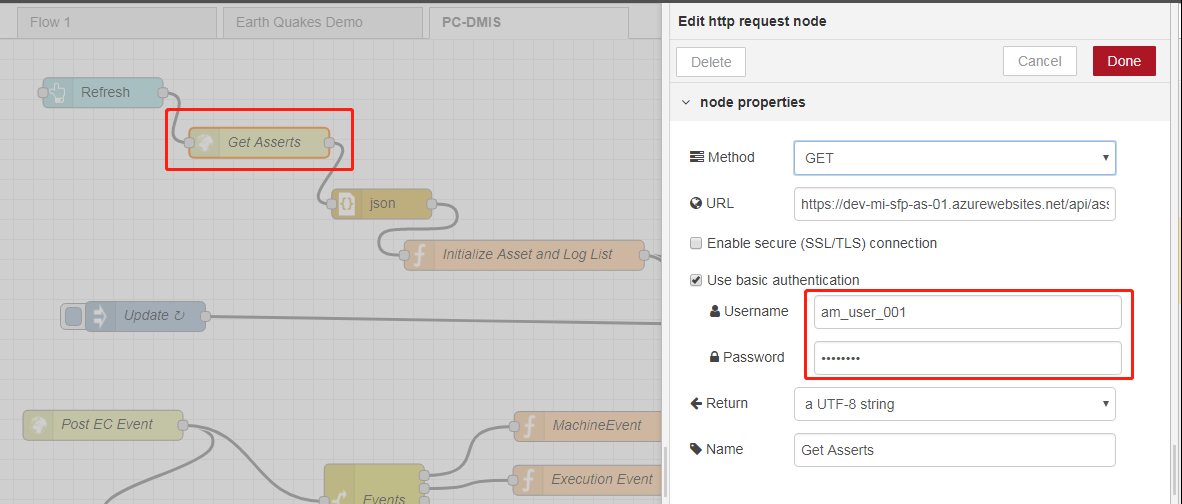 Flow 1
Earth Quakes Demo
PC-DMIS
Refresh
Get Asserts
{} json
f Initialize Asset and Log List
Update ↻
Post EC Event
f MachineEvent
f Execution Event
Events
Edit http request node
Delete
Cancel
Done
node properties
Method
GET
URL
https://dev-mi-sfp-as-01.azurewebsites.net/api/ass
Enable secure (SSL/TLS) connection
Use basic authentication
Username
am_user_001
Password
••••••••
Return
a UTF-8 string
Name
Get Asserts